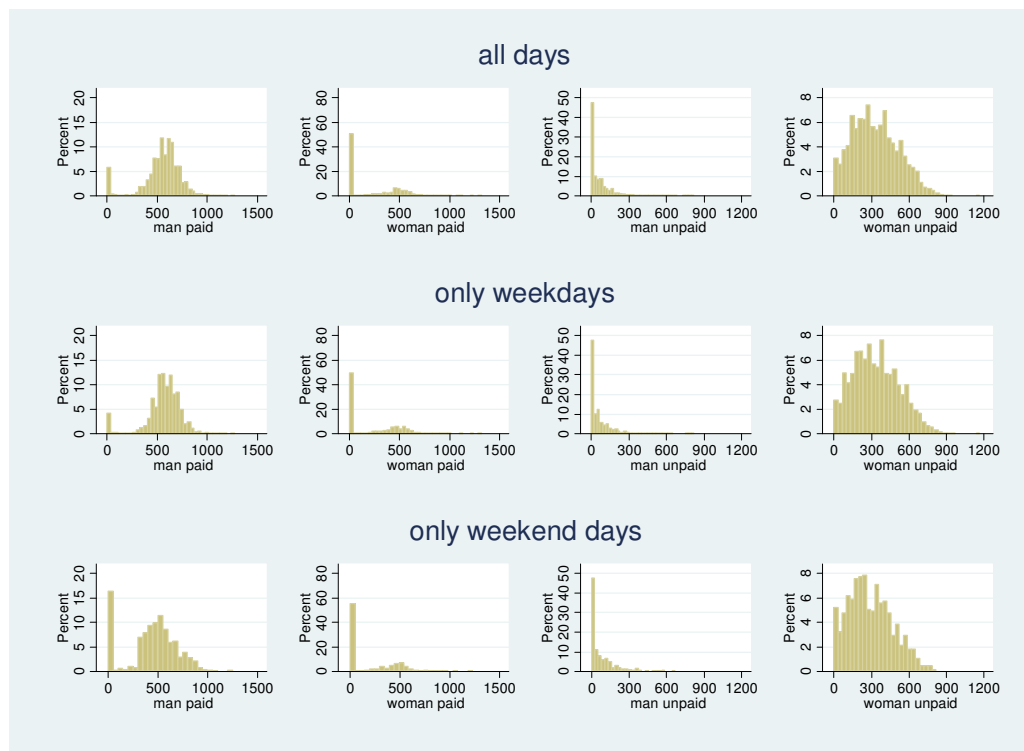 all days
Percent
0 5 10 15 20
0 500 1000 1500
man paid
Percent
0 20 40 60 80
0 500 1000 1500
woman paid
Percent
0 10 20 30 40 50
0 300 600 900 1200
man unpaid
Percent
0 2 4 6 8
0 300 600 900 1200
woman unpaid
only weekdays
Percent
0 5 10 15 20
0 500 1000 1500
man paid
Percent
0 20 40 60 80
0 500 1000 1500
woman paid
Percent
0 10 20 30 40 50
0 300 600 900 1200
man unpaid
Percent
0 2 4 6 8
0 300 600 900 1200
woman unpaid
only weekend days
Percent
0 5 10 15 20
0 500 1000 1500
man paid
Percent
0 20 40 60 80
0 500 1000 1500
woman paid
Percent
0 10 20 30 40 50
0 300 600 900 1200
man unpaid
Percent
0 2 4 6 8
0 300 600 900 1200
woman unpaid